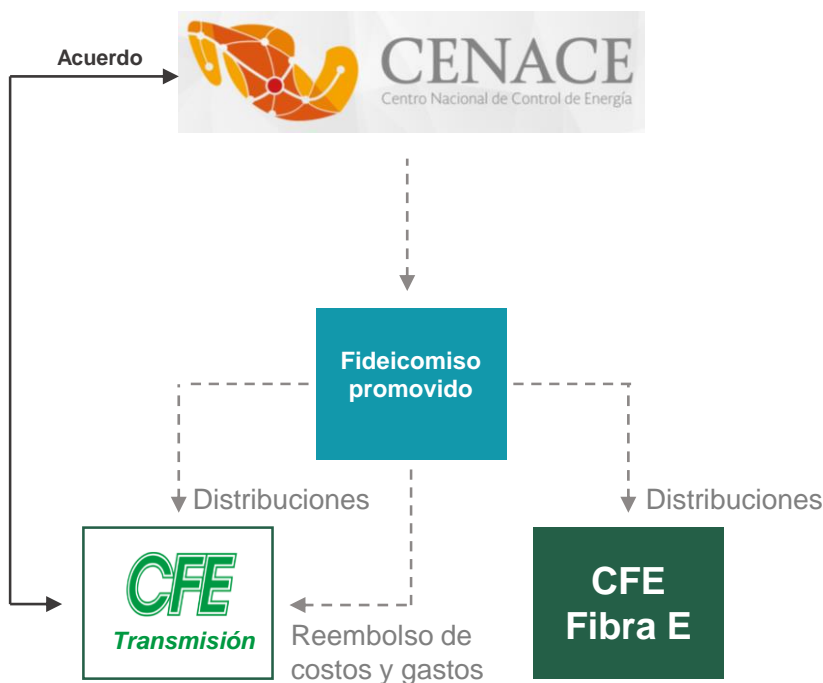 Acuerdo
CENACE
Centro Nacional de Control de Energía
Fideicomiso
promovido
Distribuciones
Distribuciones
CFE
Transmisión
CFE
Fibra E
Reembolso de
costos y gastos